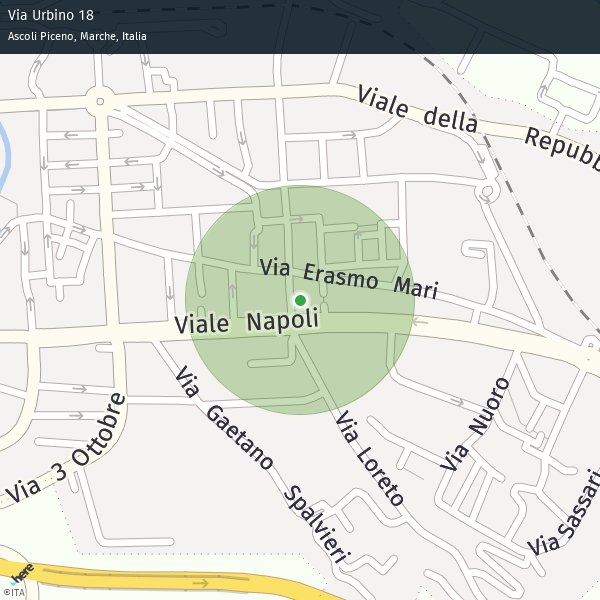 Via Urbino 18
Ascoli Piceno, Marche, Italia
Viale della
Repubb
Via Erasmo Mari
Viale Napoli
Via Gaetano Spalvieri
Via Loreto
Via Nuoro
Via 3 Ottobre
Via Sassari
here
©ITA